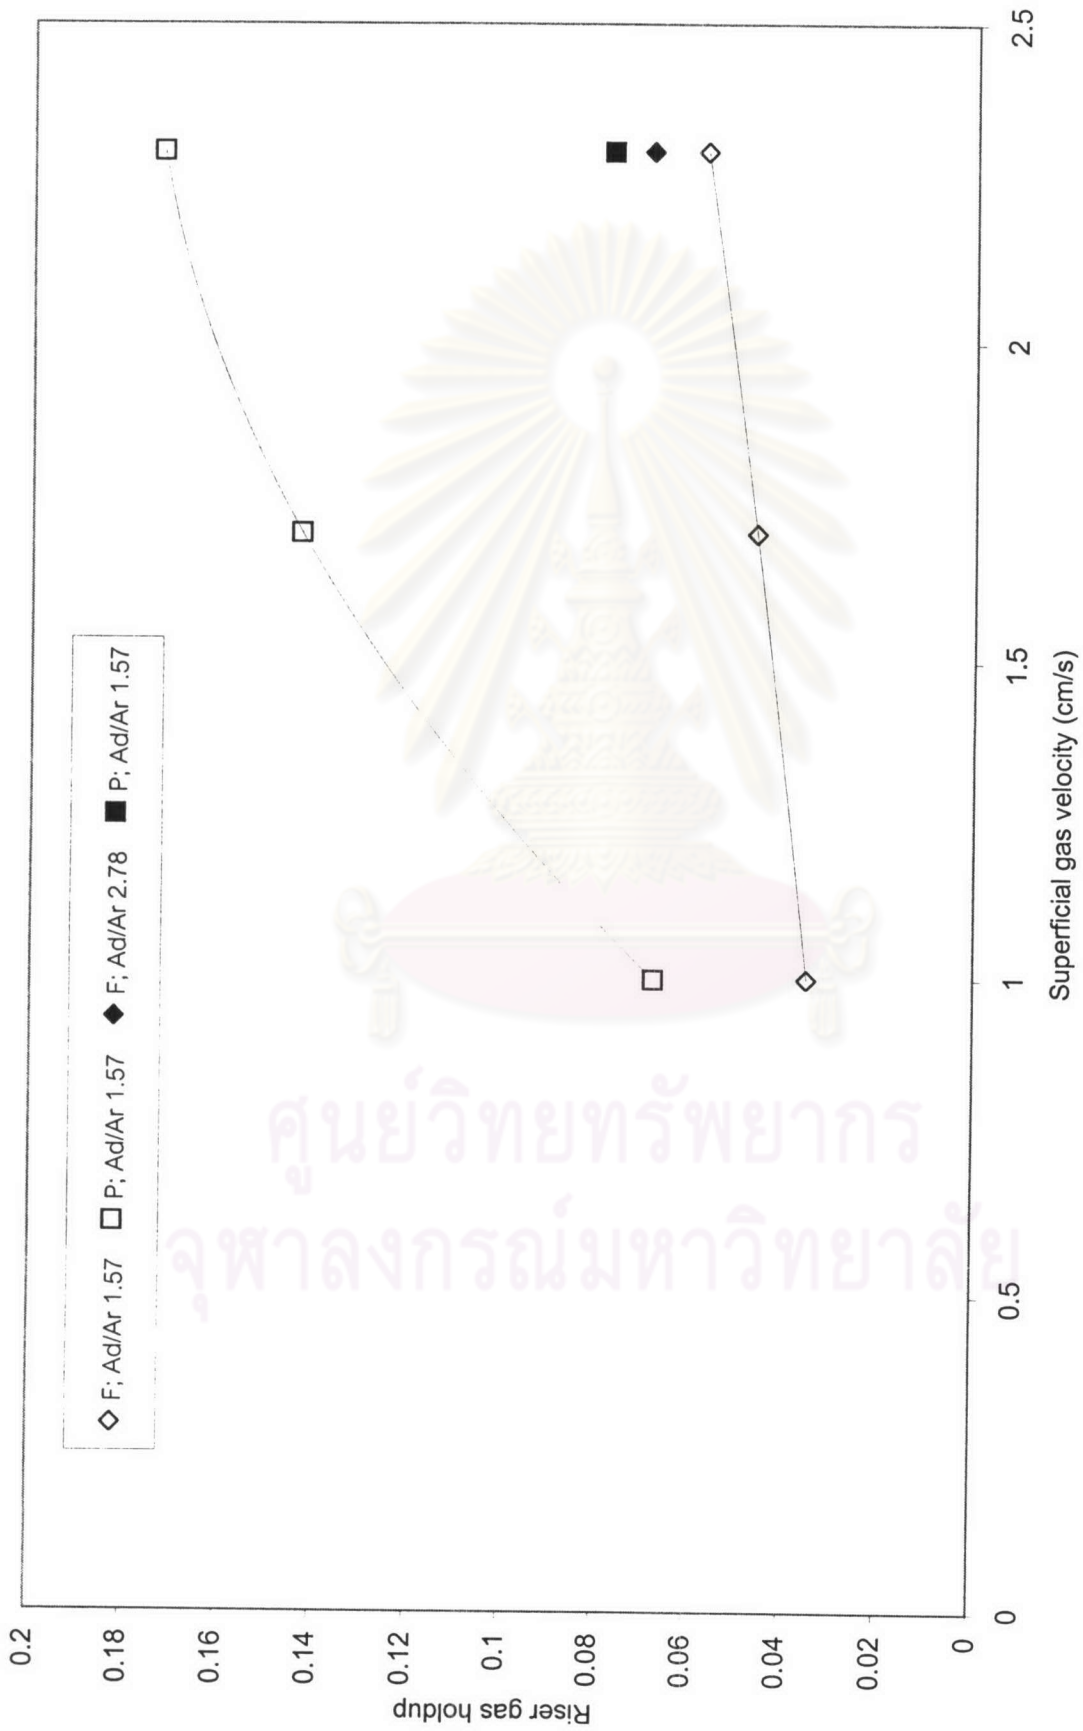 Riser gas holdup
0.2
0.18
0.16
0.14
0.12
0.1
0.08
0.06
0.04
0.02
0
F; Ad/Ar 1.57
P; Ad/Ar 1.57
F; Ad/Ar 2.78
P; Ad/Ar 1.57
0
0.5
1
1.5
2
2.5
Superficial gas velocity (cm/s)
ศูนย์วิทยทรัพยากร
จุฬาลงกรณ์มหาวิทยาลัย